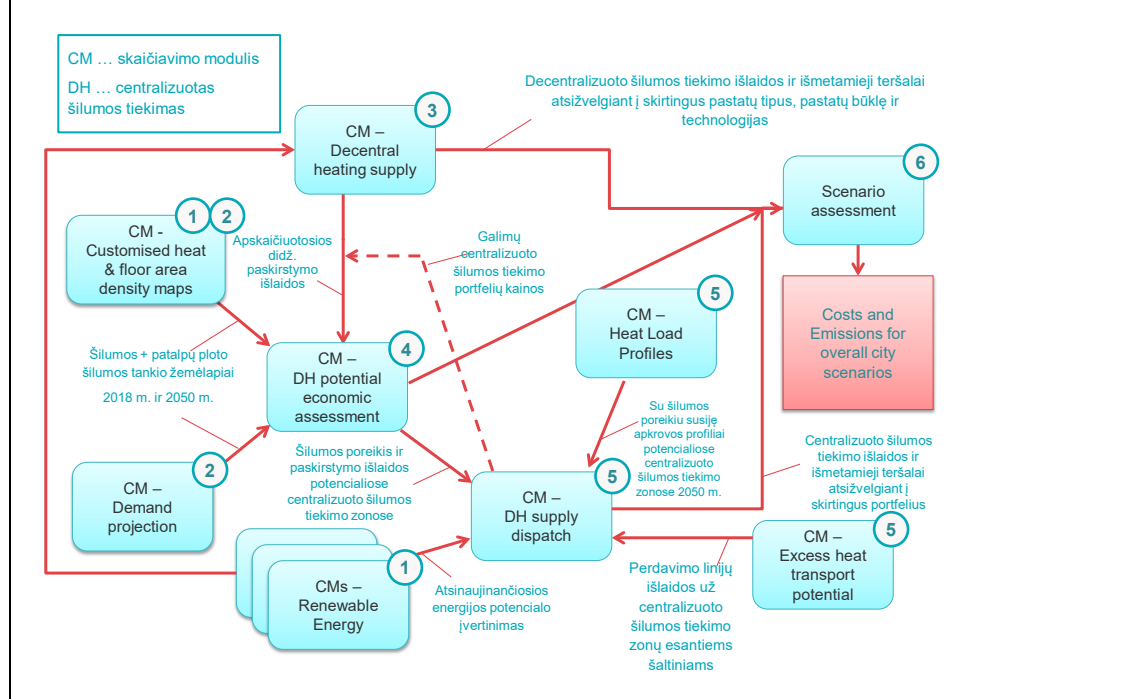 CM … skaičiavimo modulis
DH … centralizuotas
šilumos tiekimas
3
CM –
Decentral
heating supply
Decentralizuoto šilumos tiekimo išlaidos ir išmetamieji teršalai
atsižvelgiant į skirtingus pastatų tipus, pastatų būklę ir
technologijas
6
Scenario
assessment
1
2
CM -
Customised heat
& floor area
density maps
Apskaičiuotosios
didž.
paskirstymo
išlaidos
Galimų
centralizuoto
šilumos tiekimo
portfelių kainos
5
CM –
Heat Load
Profiles
Costs and
Emissions for
overall city
scenarios
Šilumos + patalpų ploto
šilumos tankio žemėlapiai
2018 m. ir 2050 m.
4
CM –
DH potential
economic
assessment
Su šilumos
poreikiu susiję
apkrovos profiliai
potencialiose
centralizuoto
šilumos tiekimo
zonose 2050 m.
Šilumos poreikis ir
paskirstymo išlaidos
potencialiose
centralizuoto šilumos
tiekimo zonose
Centralizuoto šilumos
tiekimo išlaidos ir
išmetamieji teršalai
atsižvelgiant į
skirtingus portfelius
2
CM –
Demand
projection
5
CM –
DH supply
dispatch
5
CM –
Excess heat
transport
potential
1
CMs –
Renewable
Energy
Atsinaujinančiosios
energijos potencialo
įvertinimas
Perdavimo linijų
išlaidos už
centralizuoto
šilumos tiekimo
zonų esantiems
šaltiniams